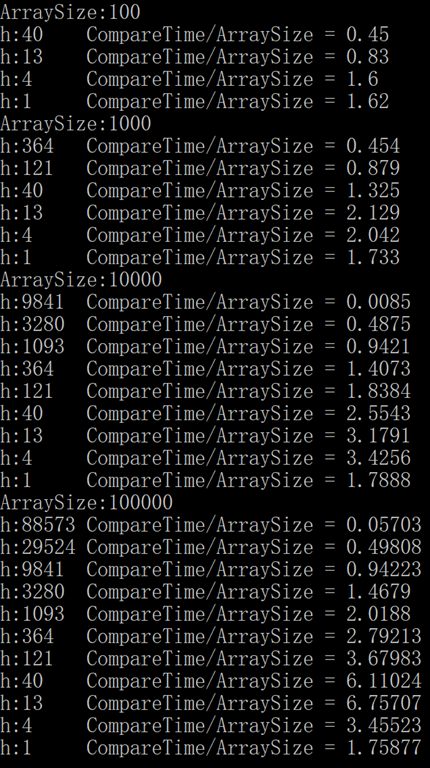 ArraySize:100
h:40 CompareTime/ArraySize = 0.45
h:13 CompareTime/ArraySize = 0.83
h:4 CompareTime/ArraySize = 1.6
h:1 CompareTime/ArraySize = 1.62
ArraySize:1000
h:364 CompareTime/ArraySize = 0.454
h:121 CompareTime/ArraySize = 0.879
h:40 CompareTime/ArraySize = 1.325
h:13 CompareTime/ArraySize = 2.129
h:4 CompareTime/ArraySize = 2.042
h:1 CompareTime/ArraySize = 1.733
ArraySize:10000
h:9841 CompareTime/ArraySize = 0.0085
h:3280 CompareTime/ArraySize = 0.4875
h:1093 CompareTime/ArraySize = 0.9421
h:364 CompareTime/ArraySize = 1.4073
h:121 CompareTime/ArraySize = 1.8384
h:40 CompareTime/ArraySize = 2.5543
h:13 CompareTime/ArraySize = 3.1791
h:4 CompareTime/ArraySize = 3.4256
h:1 CompareTime/ArraySize = 1.7888
ArraySize:100000
h:88573 CompareTime/ArraySize = 0.05703
h:29524 CompareTime/ArraySize = 0.49808
h:9841 CompareTime/ArraySize = 0.94223
h:3280 CompareTime/ArraySize = 1.4679
h:1093 CompareTime/ArraySize = 2.0188
h:364 CompareTime/ArraySize = 2.79213
h:121 CompareTime/ArraySize = 3.67983
h:40 CompareTime/ArraySize = 6.11024
h:13 CompareTime/ArraySize = 6.75707
h:4 CompareTime/ArraySize = 3.45523
h:1 CompareTime/ArraySize = 1.75877